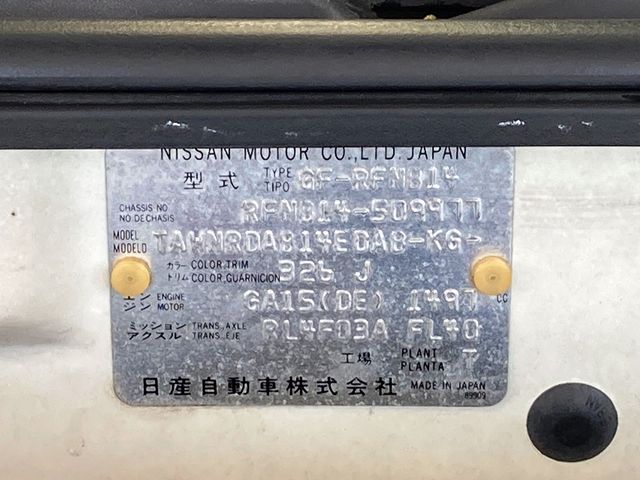 NISSAN MOTOR CO., LTD. JAPAN
型式 TYPE TIPO GF-RFNB14
CHASSIS NO NO.DECHASIS RFNB14-509977
MODEL MODELO TAWNRDAB14EDAB-KG-
カラー COLOR,TRIM トリム COLOR,GUARNICION 326 J
エンジン ENGINE MOTOR GA15(DE) 1497 CC
ミッション TRANS.AXLE アクスル TRANS.EJE RL4F03A FL40
工場 PLANT PLANTA
日産自動車株式会社 MADE IN JAPAN
89909